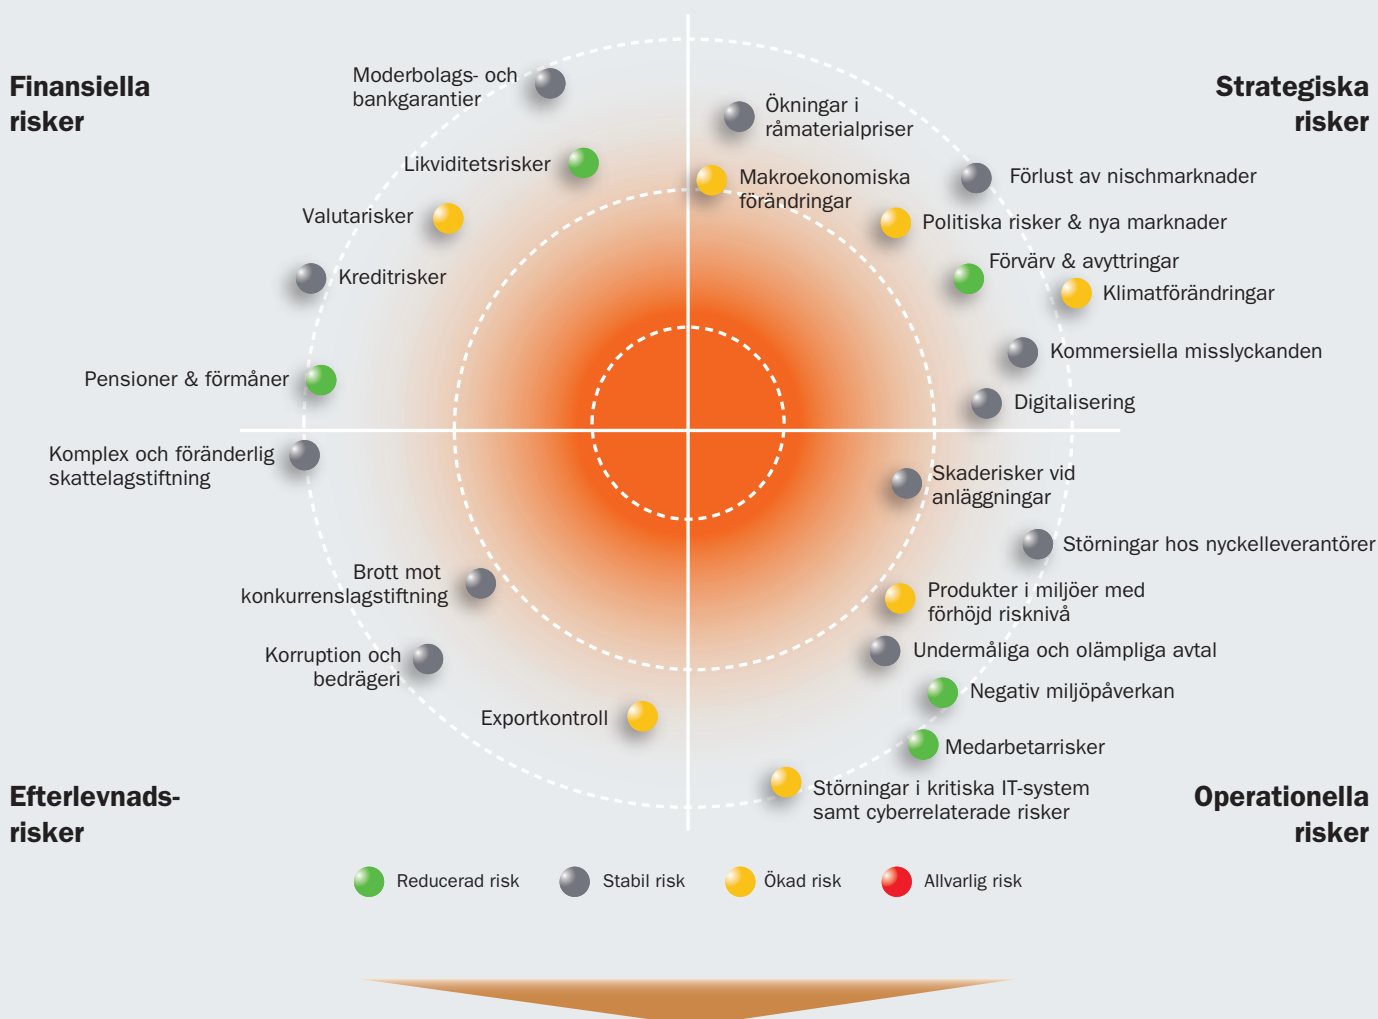 Finansiella
risker
Moderbolags- och
bankgarantier
Likviditetsrisker
Valutarisker
Kreditrisker
Pensioner & förmåner
Strategiska
risker
Ökningar i
råmaterialpriser
Makroekonomiska
förändringar
Förlust av nischmarknader
Politiska risker & nya marknader
Förvärv & avyttringar
Klimatförändringar
Kommersiella misslyckanden
Digitalisering
Komplex och föränderlig
skattelagstiftning
Brott mot
konkurrenslagstiftning
Korruption och
bedrägeri
Exportkontroll
Efterlevnads-
risker
Skaderisker vid
anläggningar
Störningar hos nyckelleverantörer
Produkter i miljöer med
förhöjd risknivå
Undermåliga och olämpliga avtal
Negativ miljöpåverkan
Medarbetarrisker
Störningar i kritiska IT-system
samt cyberrelaterade risker
Operationella
risker
Reducerad risk
Stabil risk
Ökad risk
Allvarlig risk